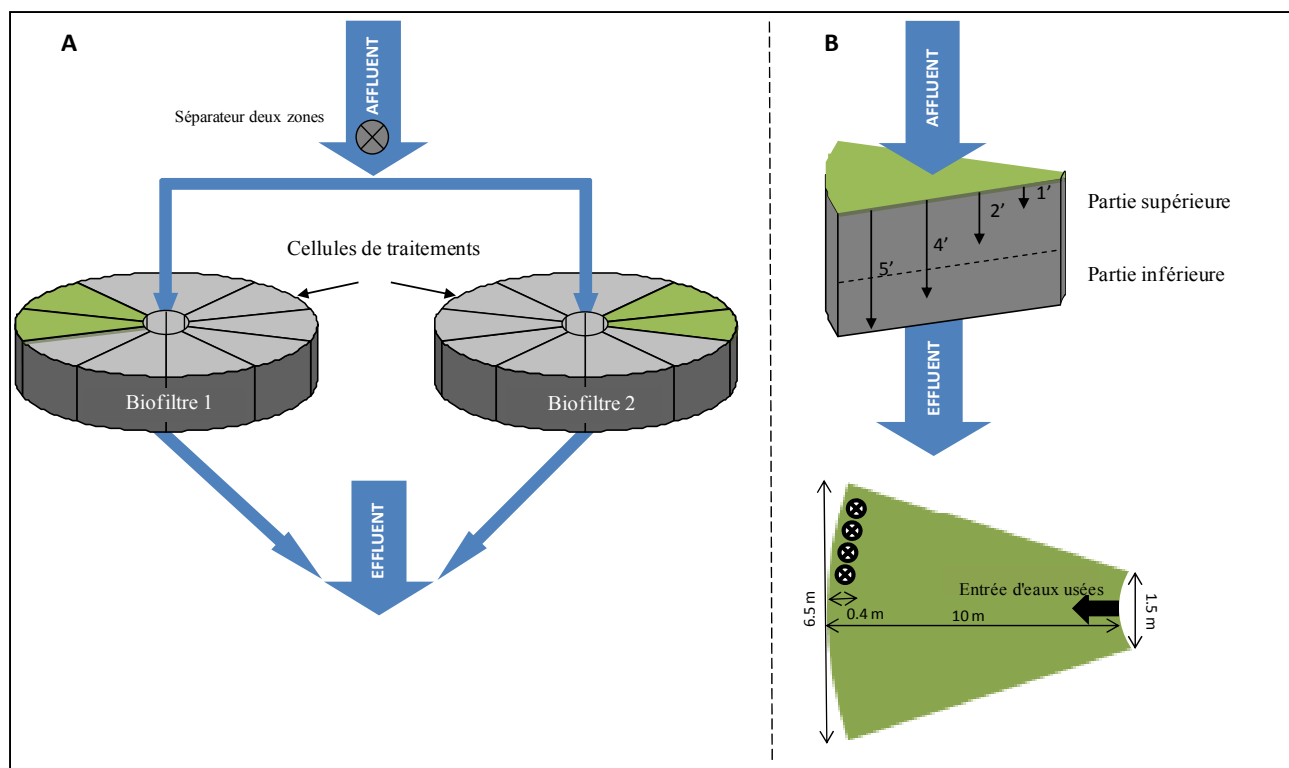 A
AFFLUENT
Séparateur deux zones
Cellules de traitements
Biofiltre 1
Biofiltre 2
EFFLUENT
B
AFFLUENT
1’
2’
4’
5’
Partie supérieure
Partie inférieure
EFFLUENT
Entrée d'eaux usées
0.4 m
10 m
6.5 m
1.5 m